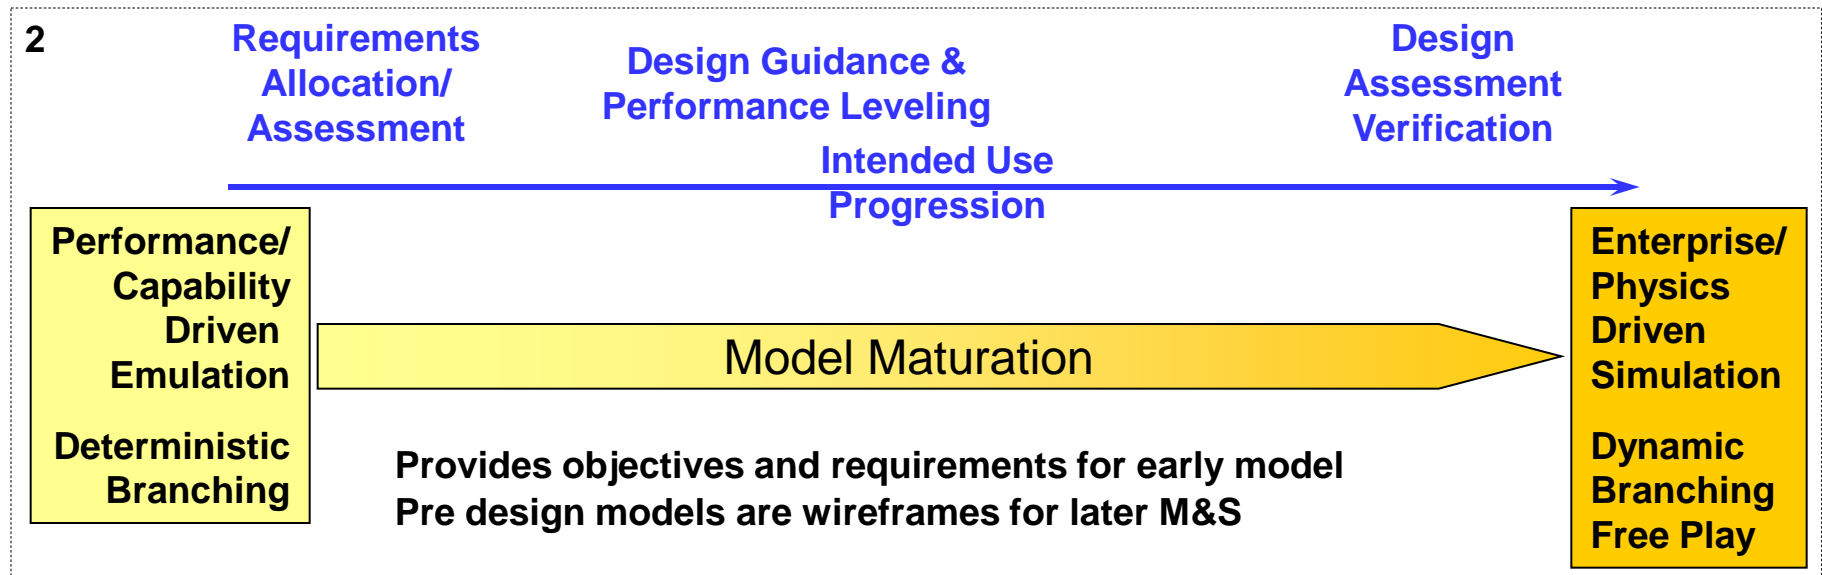 2
Requirements
Allocation/
Assessment
Design Guidance &
Performance Leveling
Design
Assessment
Verification
Intended Use
Progression
Performance/
Capability
Driven
Emulation
Deterministic
Branching
Model Maturation
Provides objectives and requirements for early model
Pre design models are wireframes for later M&S
Enterprise/
Physics
Driven
Simulation
Dynamic
Branching
Free Play